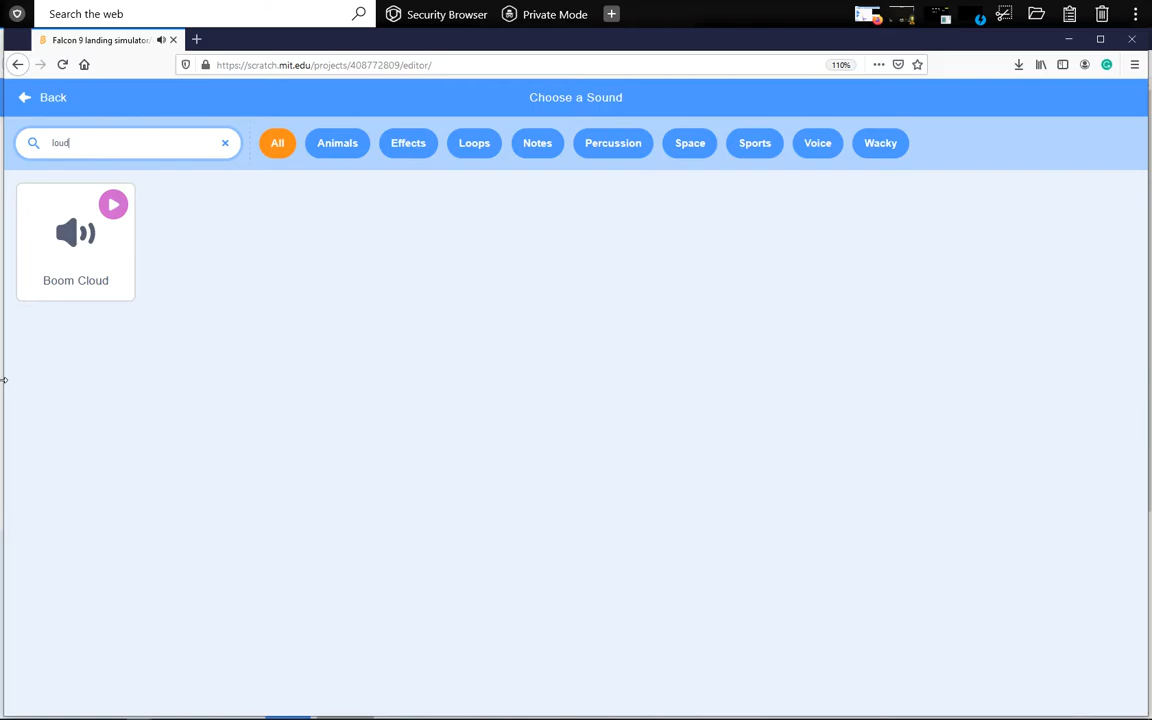 Search the web
Security Browser
Private Mode
Falcon 9 landing simulator/
https://scratch.mit.edu/projects/408772809/editor/
110%
Back
Choose a Sound
loud
All
Animals
Effects
Loops
Notes
Percussion
Space
Sports
Voice
Wacky
Boom Cloud